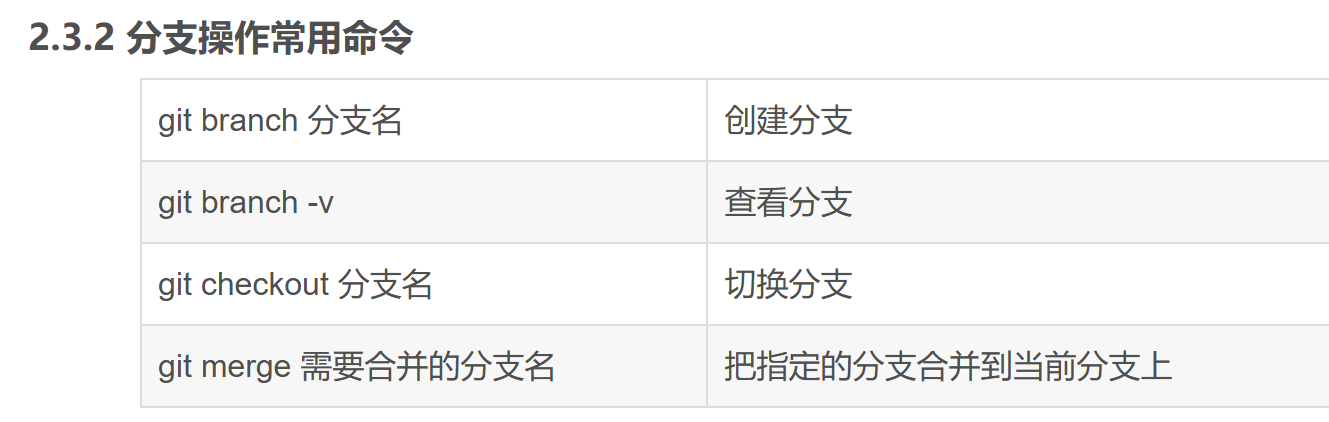 2.3.2 分支操作常用命令
git branch 分支名 创建分支
git branch -v 查看分支
git checkout 分支名 切换分支
git merge 需要合并的分支名 把指定的分支合并到当前分支上